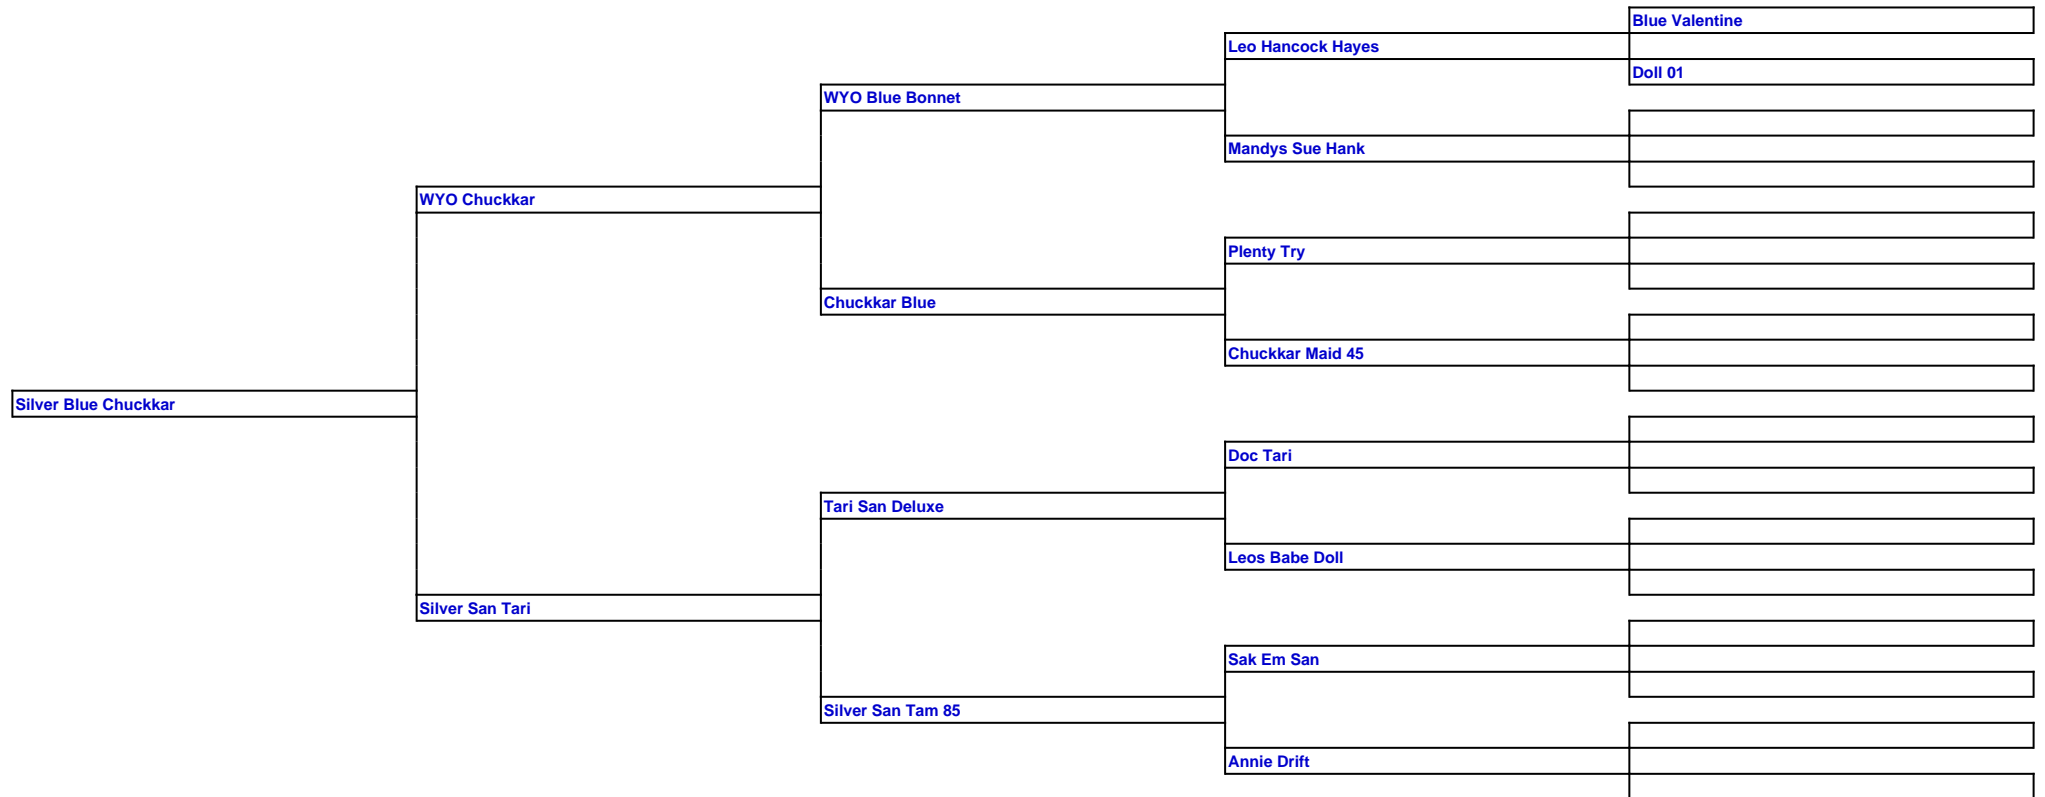 Blue Valentine
Leo Hancock Hayes
Doll 01
WYO Blue Bonnet
Mandys Sue Hank
WYO Chuckkar
Plenty Try
Chuckkar Blue
Chuckkar Maid 45
Silver Blue Chuckkar
Doc Tari
Tari San Deluxe
Leos Babe Doll
Silver San Tari
Sak Em San
Silver San Tam 85
Annie Drift